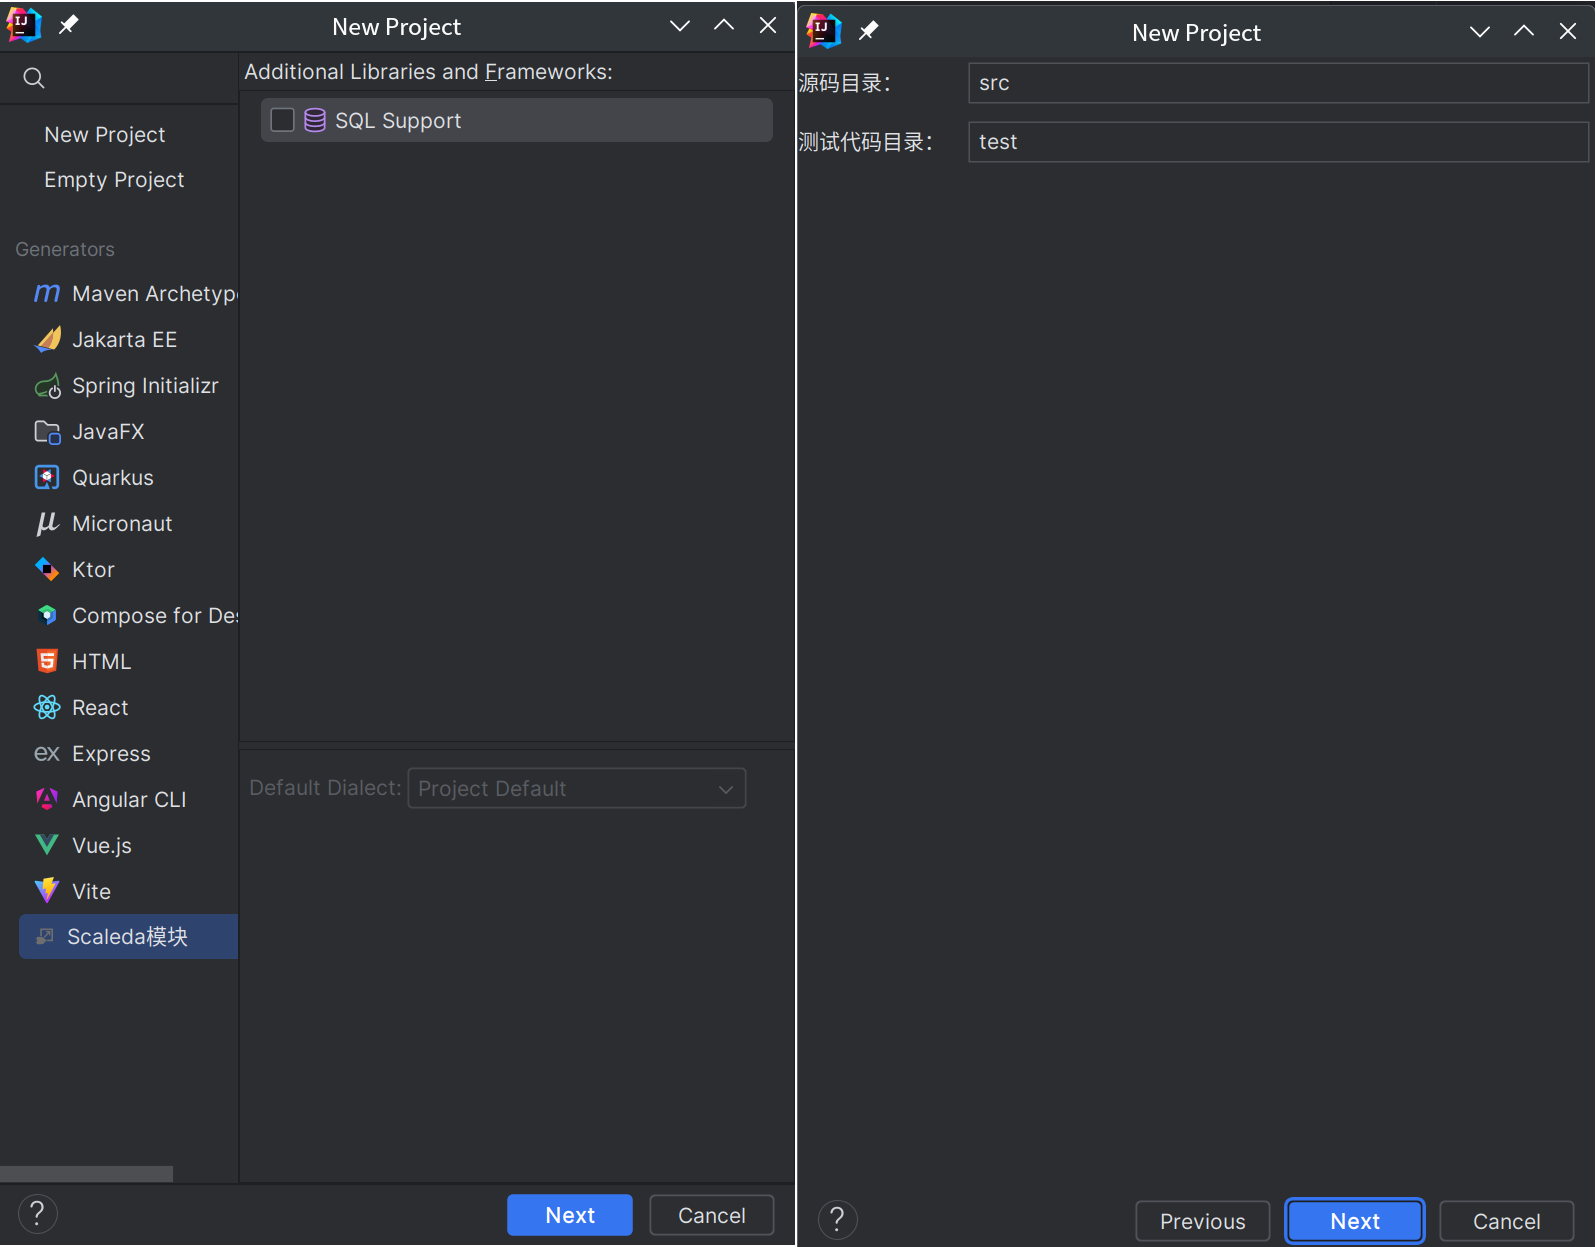 New Project
Additional Libraries and Frameworks:
SQL Support
New Project
Empty Project
Generators
Maven Archetyp
Jakarta EE
Spring Initializr
JavaFX
Quarkus
Micronaut
Ktor
Compose for Des
HTML
React
ex Express
Angular CLI
Vue.js
Vite
Scaleda模块
Default Dialect: Project Default
? Next Cancel
New Project
源码目录: src
测试代码目录: test
? Previous Next Cancel